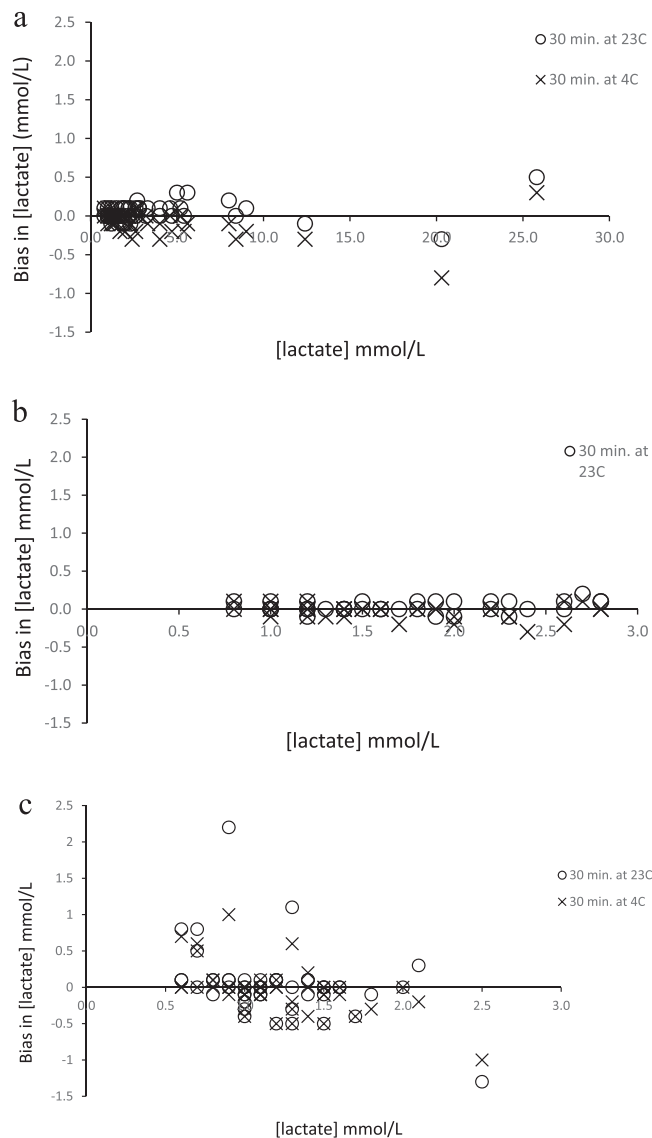 a
2.5
2.0
1.5
1.0
0.5
0.0
-0.5
-1.0
-1.5
Bias in [lactate] (mmol/L)
30 min. at 23C
30 min. at 4C
0.0 5.0 10.0 15.0 20.0 25.0 30.0
[lactate] mmol/L
b
2.5
2.0
1.5
1.0
0.5
0.0
-0.5
-1.0
-1.5
Bias in [lactate] mmol/L
30 min. at
23C
0.0 0.5 1.0 1.5 2.0 2.5 3.0
[lactate] mmol/L
c
2.5
2
1.5
1
0.5
0
-0.5
-1
-1.5
Bias in [lactate] mmol/L
30 min. at 23C
30 min. at 4C
0.0 0.5 1.0 1.5 2.0 2.5 3.0
[lactate] mmol/L